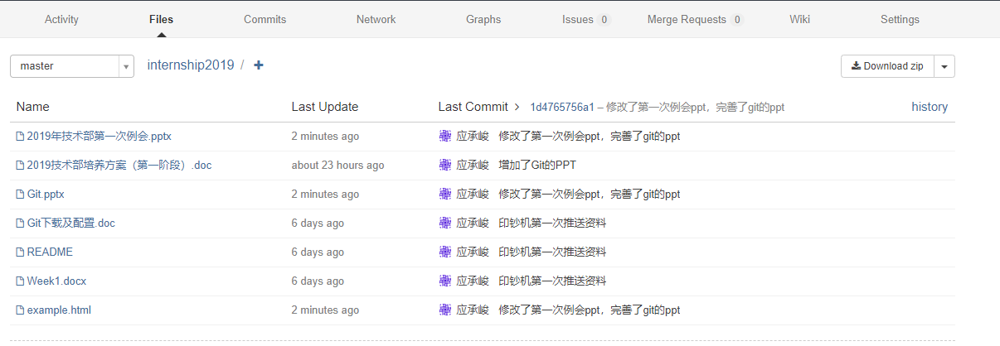 Activity Files Commits Network Graphs Issues 0 Merge Requests 0 Wiki Settings
master internship2019 / + Download zip
Name Last Update Last Commit > 1d4765756a1 – 修改了第一次例会ppt，完善了git的ppt history
2019年技术部第一次例会.pptx 2 minutes ago 应承峻 修改了第一次例会ppt，完善了git的ppt
2019技术部培养方案（第一阶段）.doc about 23 hours ago 应承峻 增加了Git的PPT
Git.pptx 2 minutes ago 应承峻 修改了第一次例会ppt，完善了git的ppt
Git下载及配置.doc 6 days ago 应承峻 印钞机第一次推送资料
README 6 days ago 应承峻 印钞机第一次推送资料
Week1.docx 6 days ago 应承峻 印钞机第一次推送资料
example.html 2 minutes ago 应承峻 修改了第一次例会ppt，完善了git的ppt